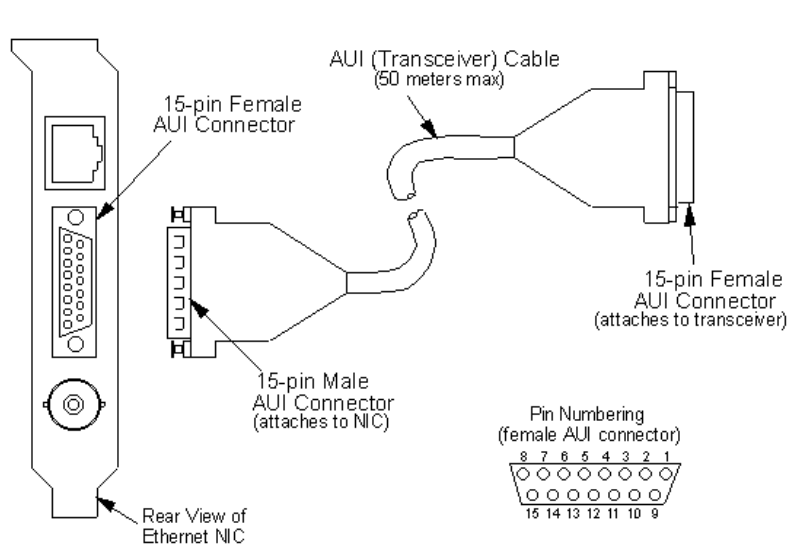 AUI (Transceiver) Cable
(50 meters max)
15-pin Female
AUI Connector
15-pin Female
AUI Connector
(attaches to transceiver)
15-pin Male
AUI Connector
(attaches to NIC)
Pin Numbering
(female AUI connector)
8 7 6 5 4 3 2 1
15 14 13 12 11 10 9
Rear View of
Ethernet NIC